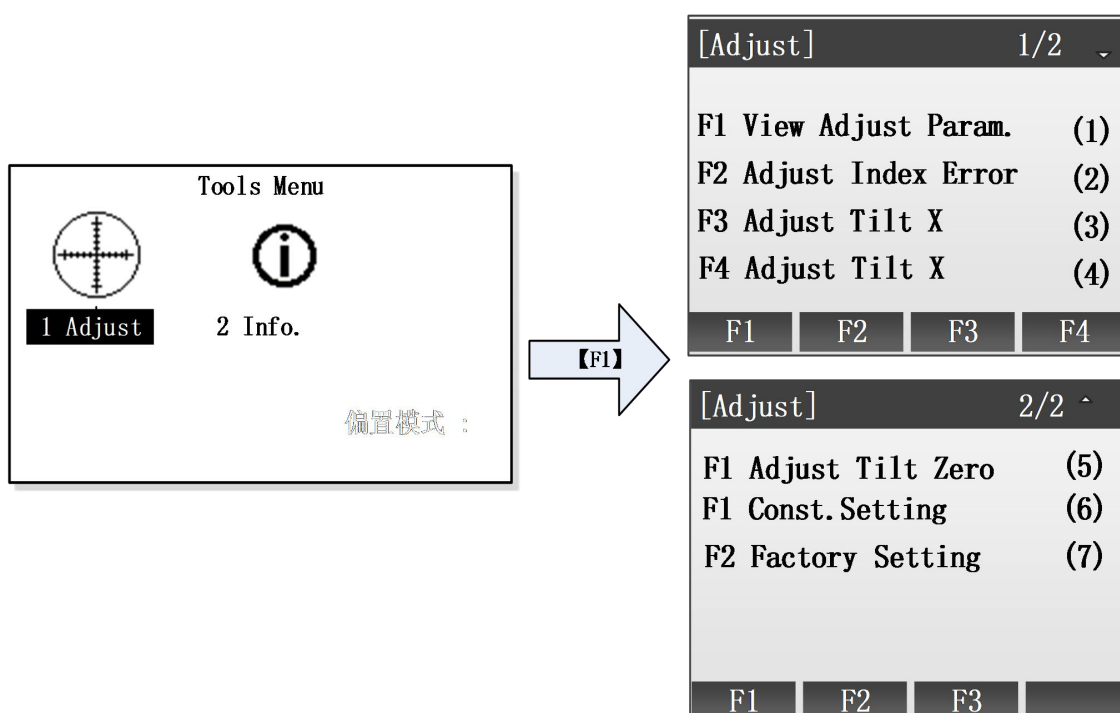 Tools Menu
1 Adjust 2 Info.
偏置模式 :
【F1】
[Adjust] 1/2
F1 View Adjust Param. (1)
F2 Adjust Index Error (2)
F3 Adjust Tilt X (3)
F4 Adjust Tilt X (4)
F1 F2 F3 F4
[Adjust] 2/2
F1 Adjust Tilt Zero (5)
F1 Const.Setting (6)
F2 Factory Setting (7)
F1 F2 F3